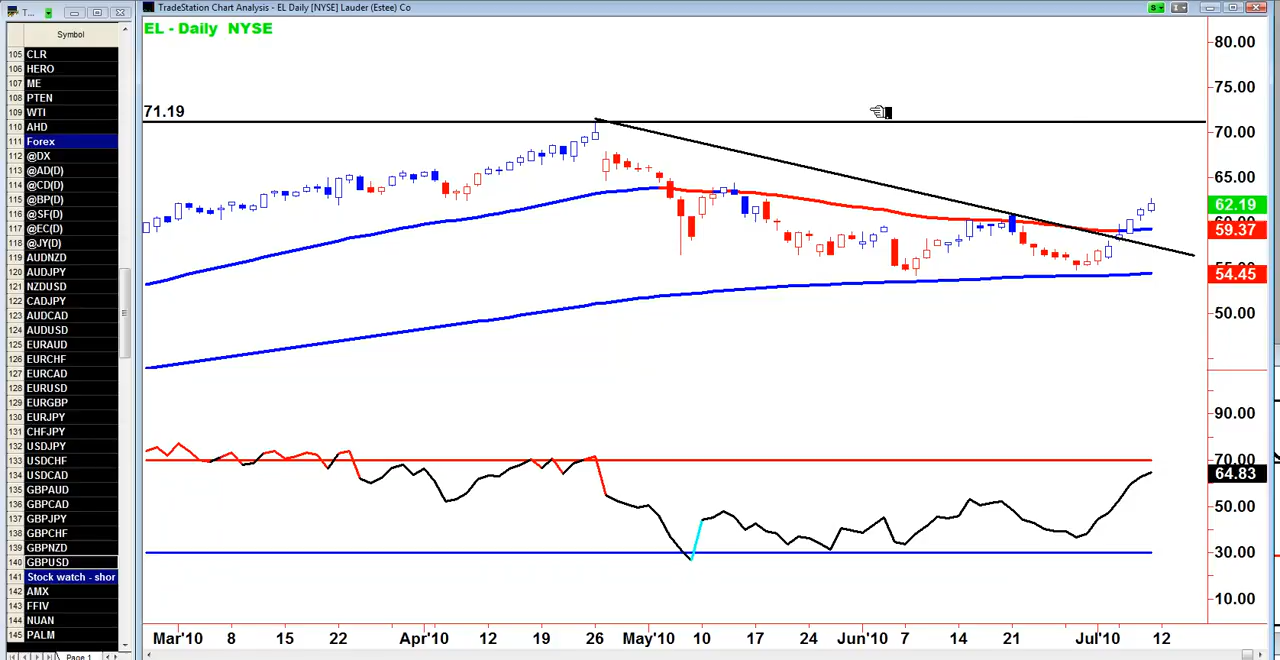 T...
TradeStation Chart Analysis - EL Daily [NYSE] Lauder (Estee) Co
Symbol
EL - Daily NYSE
105 CLR
106 HERO
107 ME
108 PTEN
109 WTI
110 AHD
111 Forex
112 @DX
113 @AD(D)
114 @CD(D)
115 @BP(D)
116 @SF(D)
117 @EC(D)
118 @JY(D)
119 AUDNZD
120 AUDJPY
121 NZDUSD
122 CADJPY
123 AUDCAD
124 AUDUSD
125 EURAUD
126 EURCHF
127 EURCAD
128 EURUSD
129 EURGBP
130 EURJPY
131 CHFJPY
132 USDJPY
133 USDCHF
134 USDCAD
135 GBPAUD
136 GBPCAD
137 GBPJPY
138 GBPCHF
139 GBPNZD
140 GBPUSD
141 Stock watch - shor
142 AMX
143 FFIV
144 NUAN
145 PALM
Page 1
71.19
80.00
75.00
70.00
65.00
62.19
60.00
59.37
55.00
54.45
50.00
90.00
70.00
64.83
50.00
30.00
10.00
Mar'10 8 15 22 Apr'10 12 19 26 May'10 10 17 24 Jun'10 7 14 21 Jul'10 12